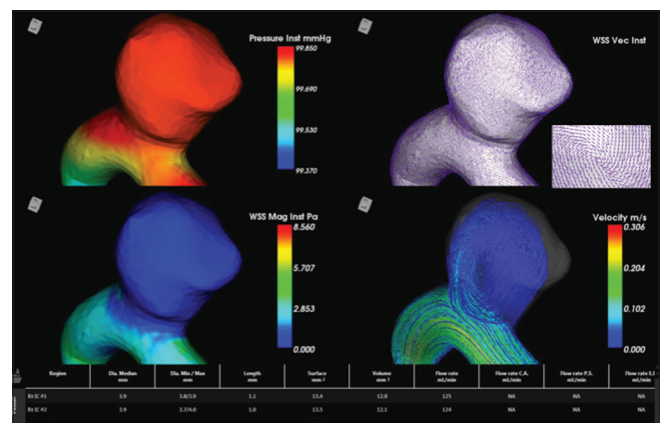 Pressure Inst mmHg
99.850
99.690
99.530
99.370
WSS Vec Inst
WSS Mag Inst Pa
8.560
5.707
2.853
0.000
Velocity m/s
0.306
0.204
0.102
0.000
Region Dia. Median mm Dia. Min / Max mm Length mm Surface mm ² Volume mm ³ Flow rate mL/min Flow rate C.A. mL/min Flow rate P.S. mL/min Flow rate E.I mL/min
Rt IC #1 3.9 3.8/3.9 1.1 13.4 12.8 125 NA NA NA
Rt IC #2 3.9 3.7/4.0 1.0 13.5 12.1 124 NA NA NA